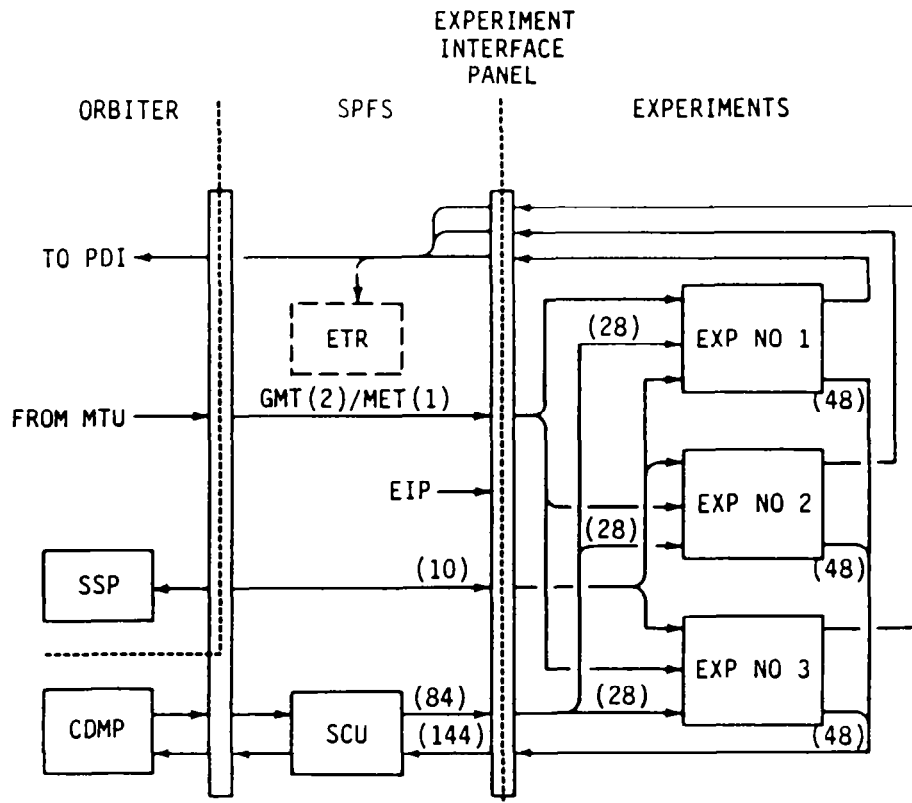 EXPERIMENT
INTERFACE
PANEL
ORBITER
SPFS
EXPERIMENTS
TO PDI
ETR
(28)
EXP NO 1
GMT(2)/MET(1)
FROM MTU
(48)
EIP
EXP NO 2
(28)
(48)
SSP
(10)
EXP NO 3
(84)
(28)
CDMP
SCU
(144)
(48)